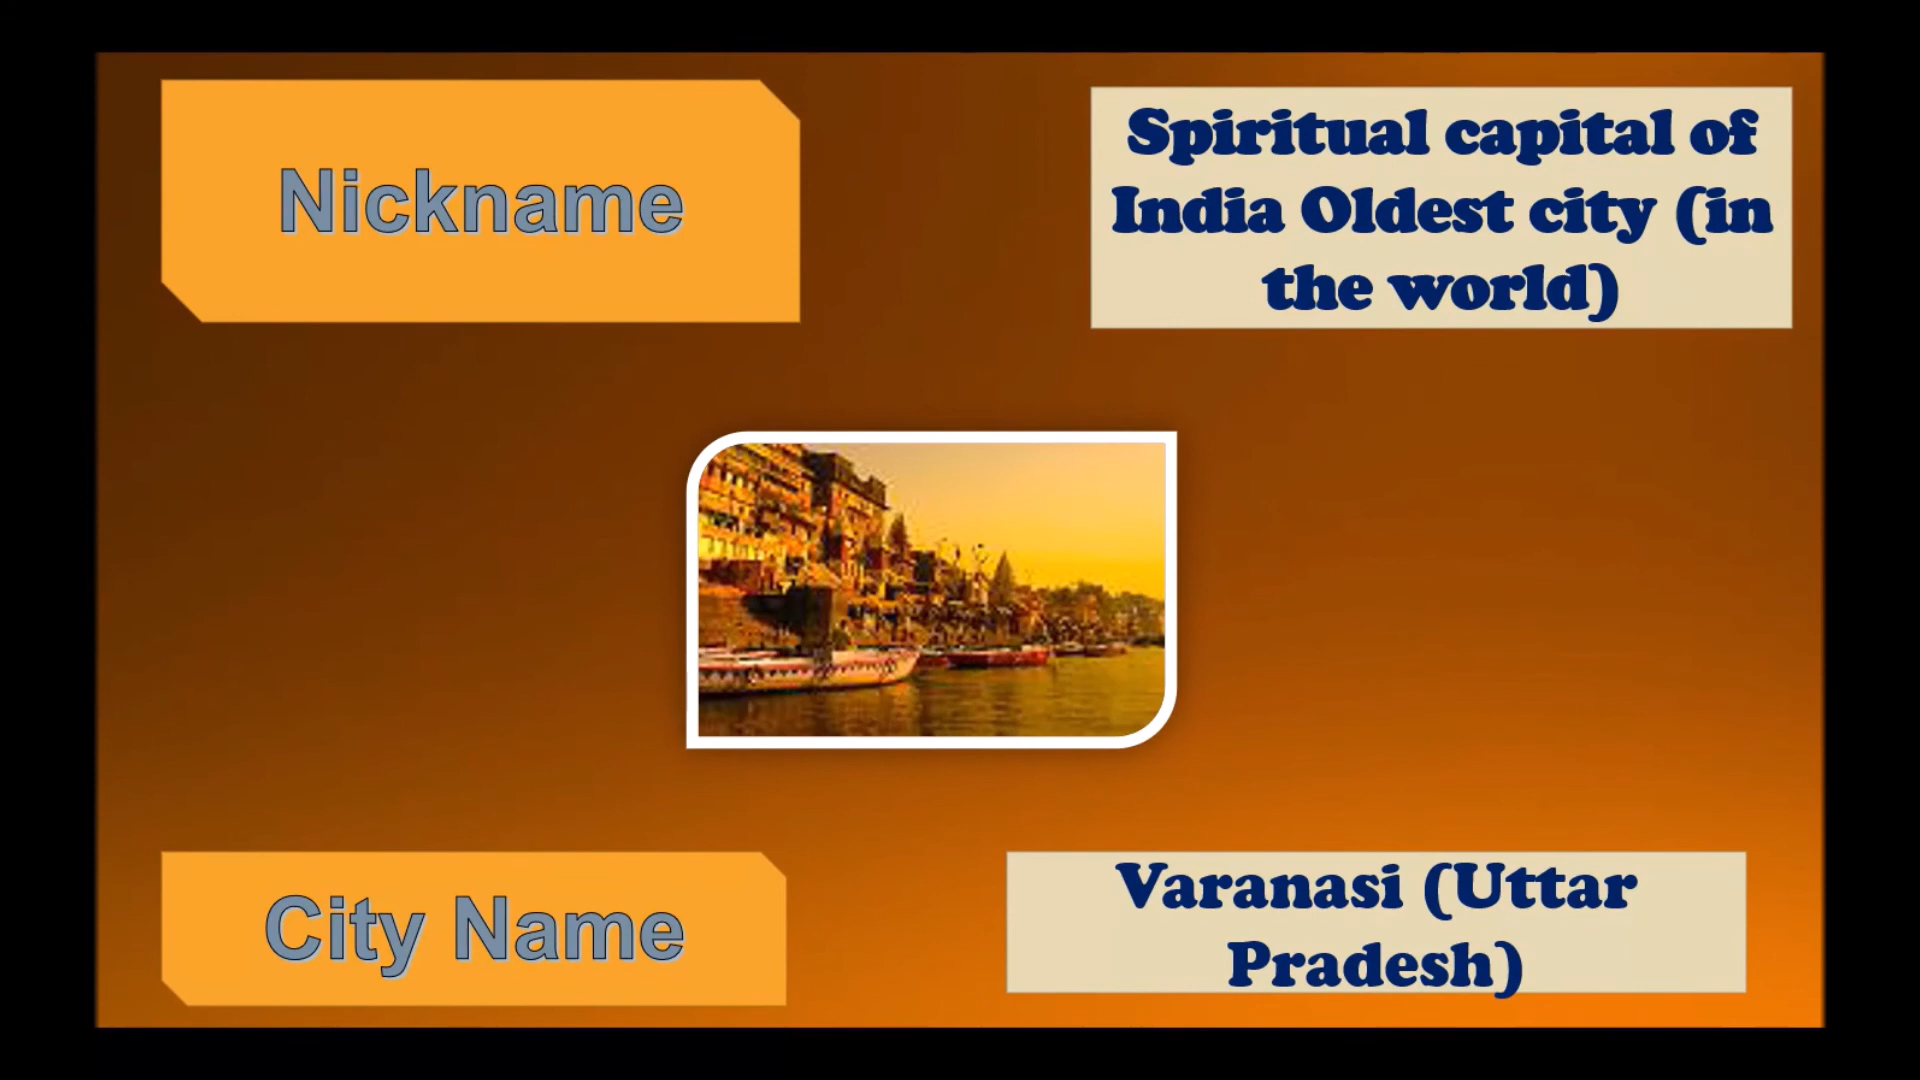 Nickname
Spiritual capital of
India Oldest city (in
the world)
City Name
Varanasi (Uttar
Pradesh)